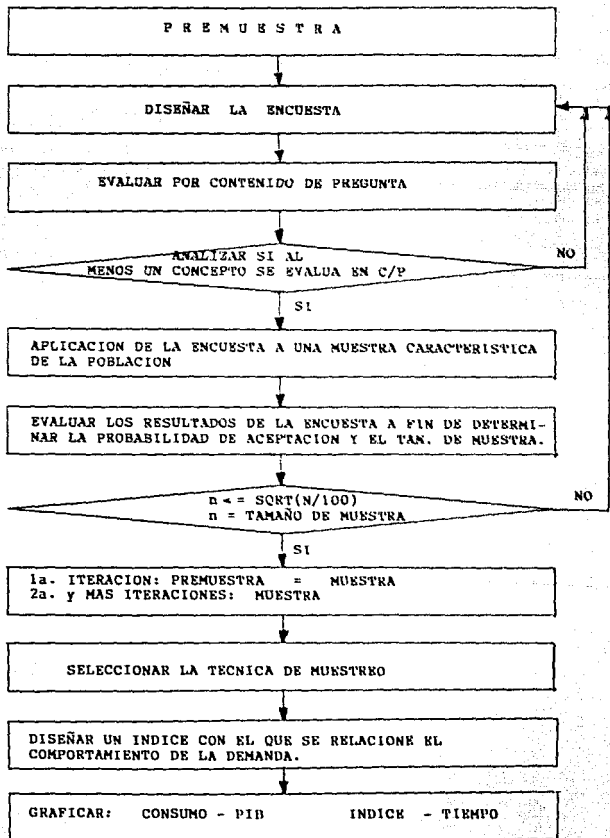 P R E M U E S T R A
DISEÑAR LA ENCUESTA
EVALUAR POR CONTENIDO DE PREGUNTA
ANALIZAR SI AL
MENOS UN CONCEPTO SE EVALUA EN C/P
NO
SI
APLICACION DE LA ENCUESTA A UNA MUESTRA CARACTERISTICA
DE LA POBLACION
EVALUAR LOS RESULTADOS DE LA ENCUESTA A FIN DE DETERMI-
NAR LA PROBABILIDAD DE ACEPTACION Y EL TAN. DE MUESTRA.
n < = SQRT(N/100)
n = TAMAÑO DE MUESTRA
NO
SI
1a. ITERACION: PREMUESTRA = MUESTRA
2a. y MAS ITERACIONES: MUESTRA
SELECCIONAR LA TECNICA DE MUESTREO
DISEÑAR UN INDICE CON EL QUE SE RELACIONE EL
COMPORTAMIENTO DE LA DEMANDA.
GRAFICAR: CONSUMO - PIB INDICE - TIEMPO